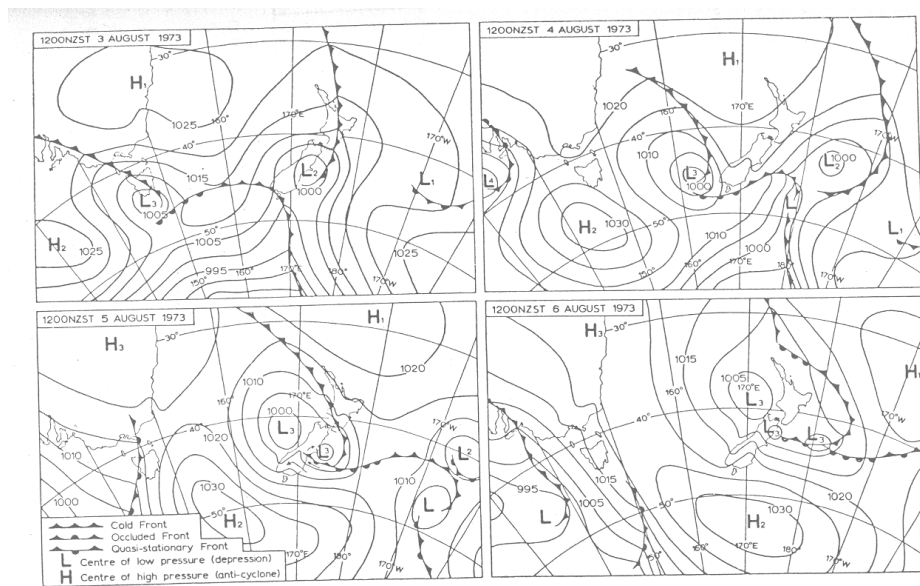 1200NZST 3 AUGUST 1973
30°
H1
1025
160°
170°E
40°
170°W
1015
L2
1000
L1
L3
1005
50°
1005
H2
1025
995
160°
170°E
180°
1025
150°
170°W
1200NZST 4 AUGUST 1973
30°
H1
1020
170°E
160°
40°
170°W
1010
L3
1000
D
L2
1000
L4
H2
1030
50°
L
1010
1000
L1
150°
160°
170°E
180°
170°W
1200NZST 5 AUGUST 1973
H1
30°
H3
1020
1010
170°E
160°
1000
L3
40°
1020
L3
170°W
L2
1010
D
1030
1010
L
1000
50°
H2
170°E
180°
170°W
Cold Front
Occluded Front
Quasi-stationary Front
L Centre of low pressure (depression)
H Centre of high pressure (anti-cyclone)
1200NZST 6 AUGUST 1973
H3
30°
1015
1005
170°E
L3
H1
160°
40°
L3
L3
170°W
D
995
1015
1005
L
50°
1020
1030
H2
170°E
180°
170°W
150°
160°